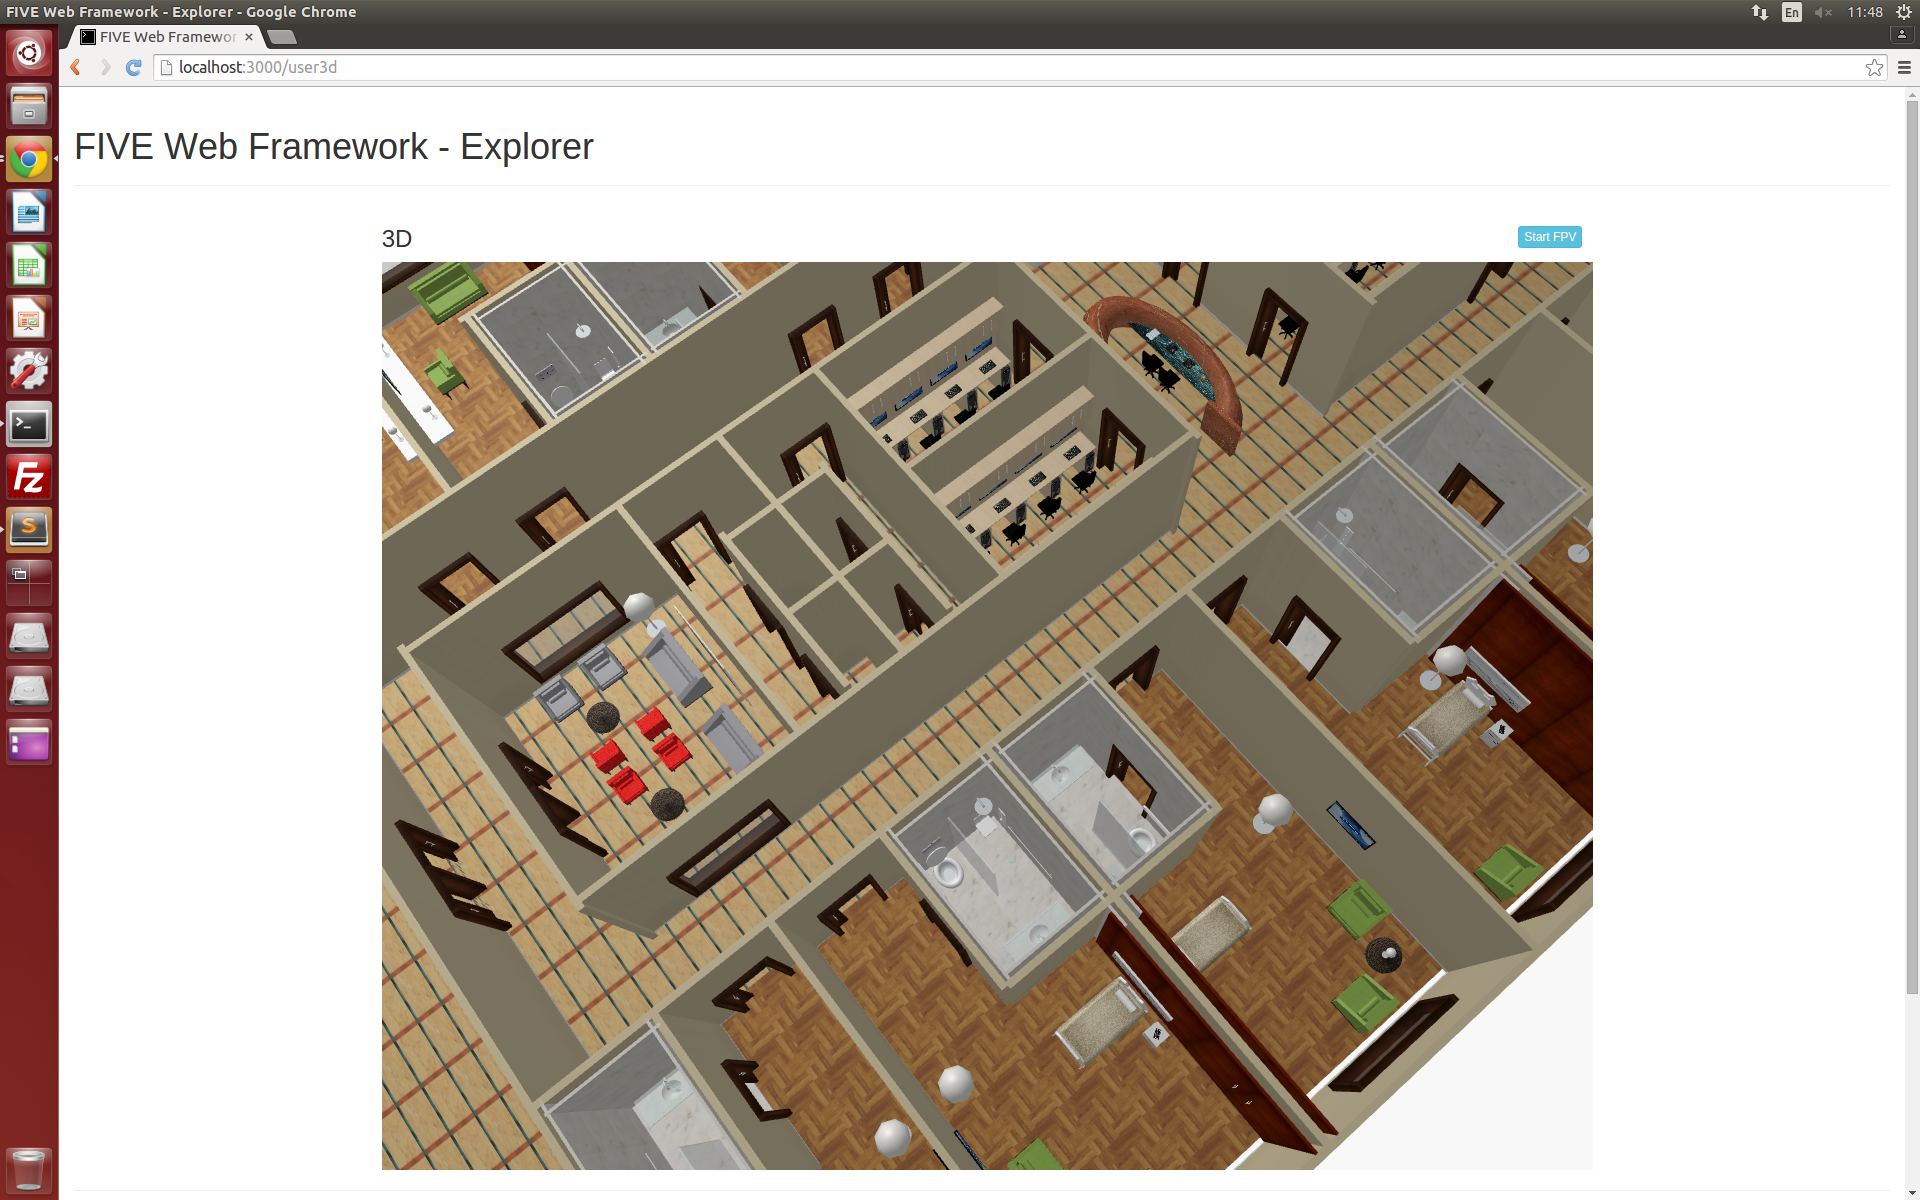 FIVE Web Framework - Explorer - Google Chrome
En
11:48
FIVE Web Framewor
localhost:3000/user3d
FIVE Web Framework - Explorer
3D
Start FPV